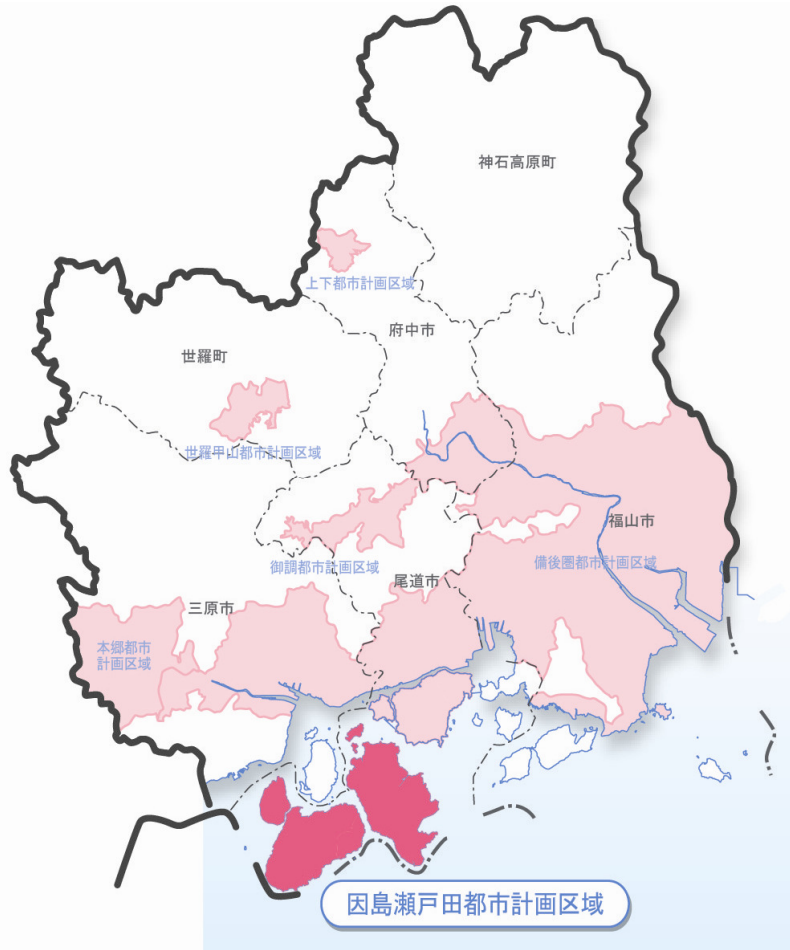 神石高原町
上下都市計画区域
府中市
世羅町
世羅甲山都市計画区域
福山市
備後圏都市計画区域
御調都市計画区域
尾道市
三原市
本郷都市
計画区域
因島瀬戸田都市計画区域